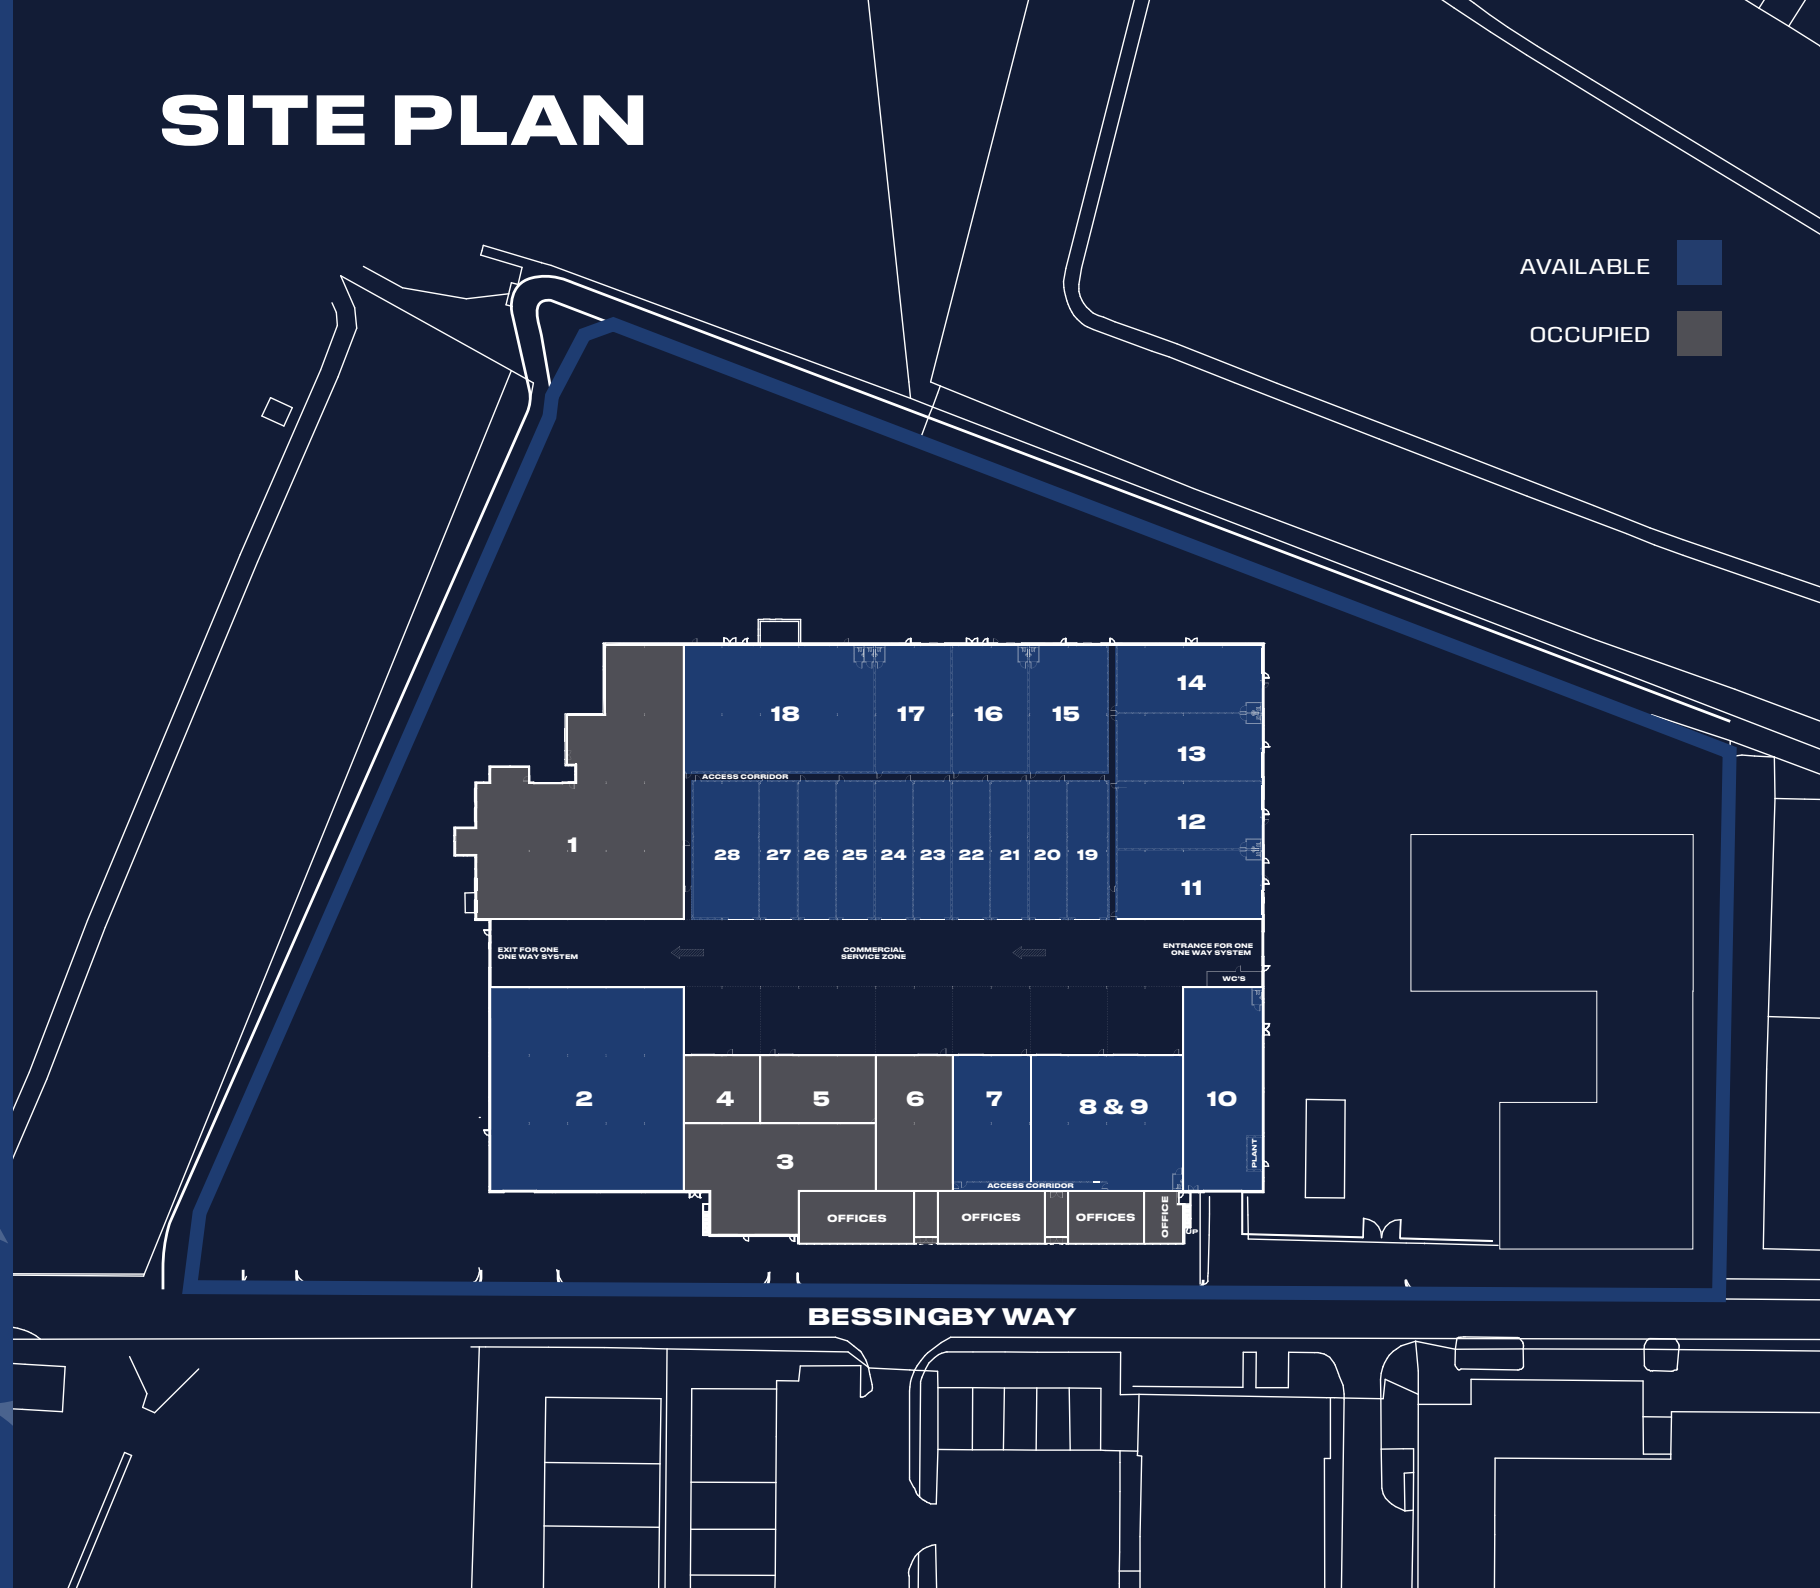 SITE PLAN
AVAILABLE
OCCUPIED
14
18
17
16
15
13
ACCESS CORRIDOR
12
1
28
27
26
25
24
23
22
21
20
19
11
EXIT FOR ONE
ONE WAY SYSTEM
COMMERCIAL
SERVICE ZONE
ENTRANCE FOR ONE
ONE WAY SYSTEM
WC'S
2
4
5
6
7
8 & 9
10
PLANT
3
ACCESS CORRIDOR
OFFICES
OFFICES
OFFICES
OFFICE
UP
BESSINGBY WAY